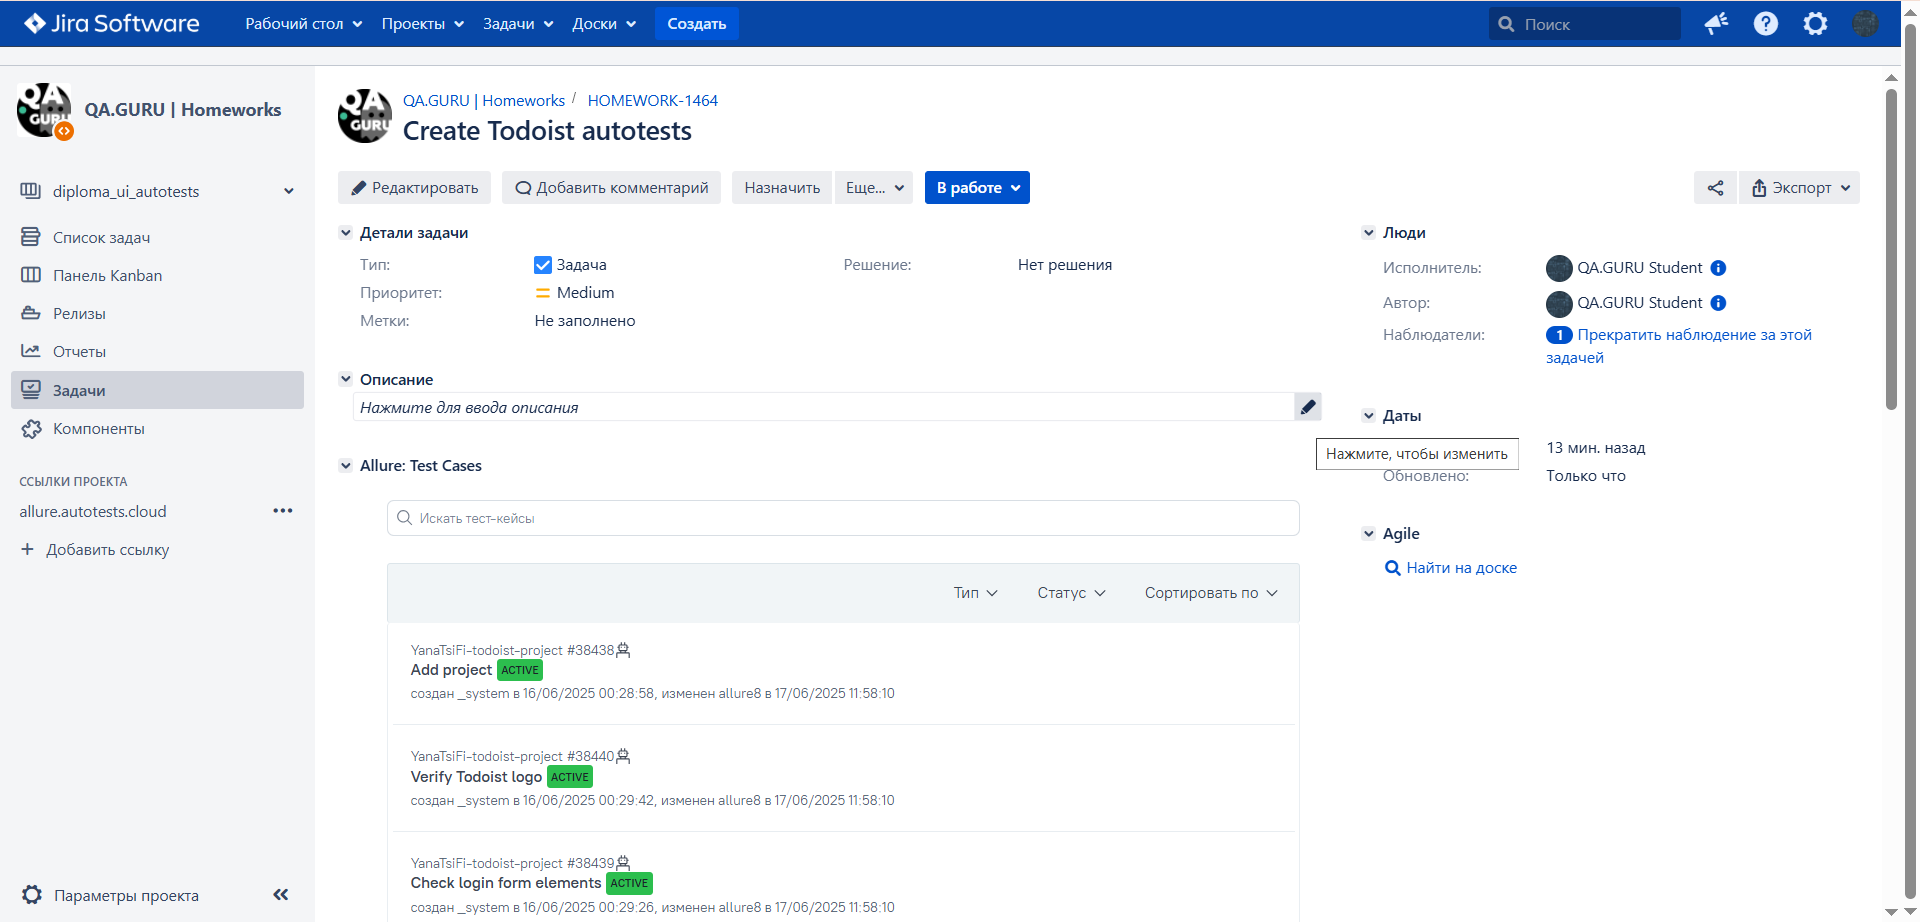 Jira Software
Рабочий стол
Проекты
Задачи
Доски
Создать
Поиск
QA GURU
QA.GURU | Homeworks
diploma_ui_autotests
Список задач
Панель Kanban
Релизы
Отчеты
Задачи
Компоненты
ССЫЛКИ ПРОЕКТА
allure.autotests.cloud
Добавить ссылку
Параметры проекта
QA GURU
QA.GURU | Homeworks / HOMEWORK-1464
Create Todoist autotests
Редактировать
Добавить комментарий
Назначить
Еще...
В работе
Экспорт
Детали задачи
Тип: Задача
Решение: Нет решения
Приоритет: Medium
Метки: Не заполнено
Описание
Нажмите для ввода описания
Allure: Test Cases
Искать тест-кейсы
Тип
Статус
Сортировать по
YanaTsiFi-todoist-project #38438
Add project ACTIVE
создан _system в 16/06/2025 00:28:58, изменен allure8 в 17/06/2025 11:58:10
YanaTsiFi-todoist-project #38440
Verify Todoist logo ACTIVE
создан _system в 16/06/2025 00:29:42, изменен allure8 в 17/06/2025 11:58:10
YanaTsiFi-todoist-project #38439
Check login form elements ACTIVE
создан _system в 16/06/2025 00:29:26, изменен allure8 в 17/06/2025 11:58:10
Люди
Исполнитель: QA.GURU Student
Автор: QA.GURU Student
Наблюдатели: 1 Прекратить наблюдение за этой
задачей
Даты
13 мин. назад
Нажмите, чтобы изменить
Обновлено: Только что
Agile
Найти на доске